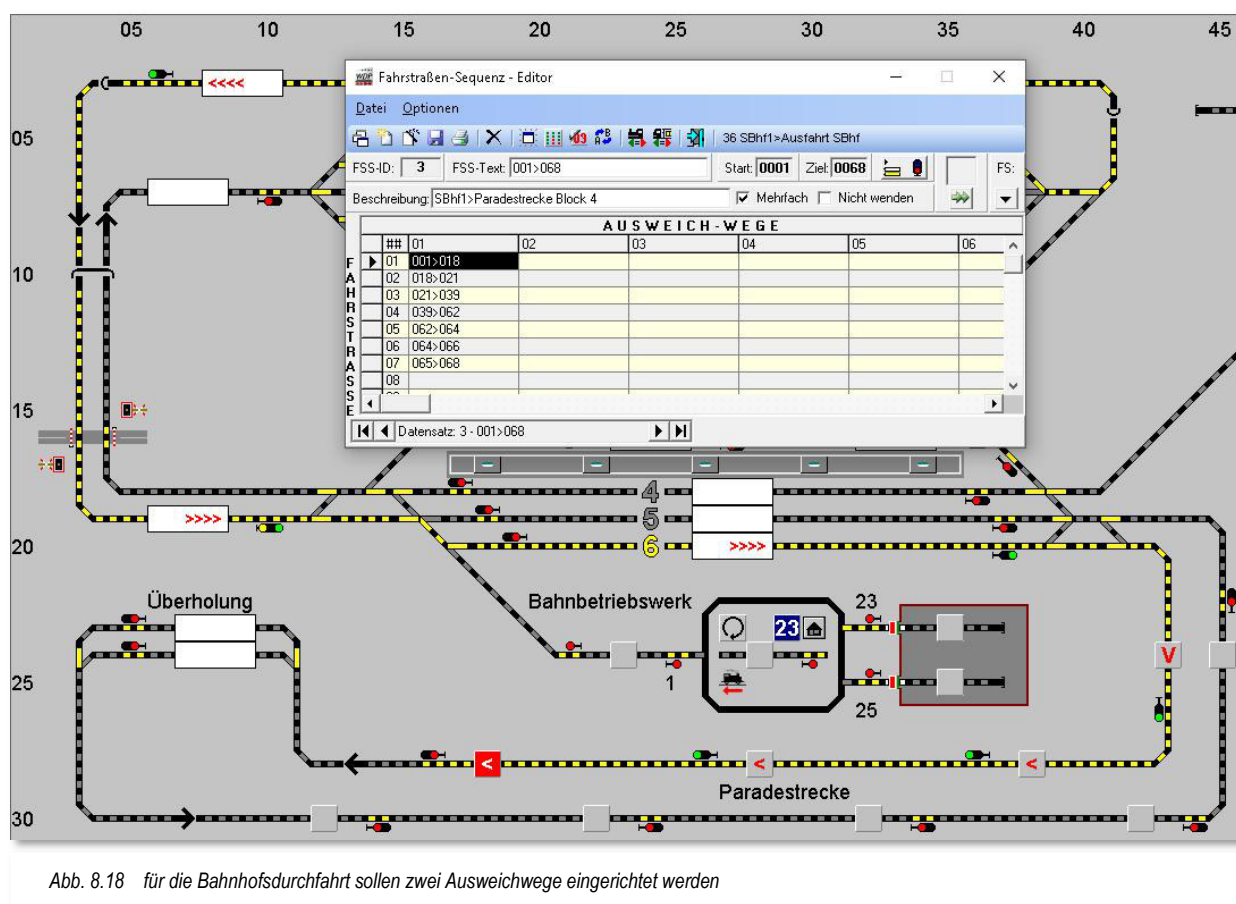 05 10 15 20 25 30 35 40 45
<<<<
Fahrstraßen-Sequenz - Editor
Datei Optionen
36 SBhf1>Ausfahrt SBhf
FSS-ID: 3 FSS-Text: 001>068 Start: 0001 Ziel: 0068 FS:
Beschreibung: SBhf1>Paradestrecke Block 4 Mehrfach Nicht wenden
AUSWEICH-WEGE
## 01 02 03 04 05 06
FAHRSTRASSE
01 001>018
02 018>021
03 021>039
04 039>062
05 062>064
06 064>066
07 065>068
08
Datensatz: 3 - 001>068
05
10
15
4
>>>> 5
20
6 >>>>
Überholung Bahnbetriebswerk 23
23
V
25
1
25
< < <
Paradestrecke
30
Abb. 8.18 für die Bahnhofsdurchfahrt sollen zwei Ausweichwege eingerichtet werden